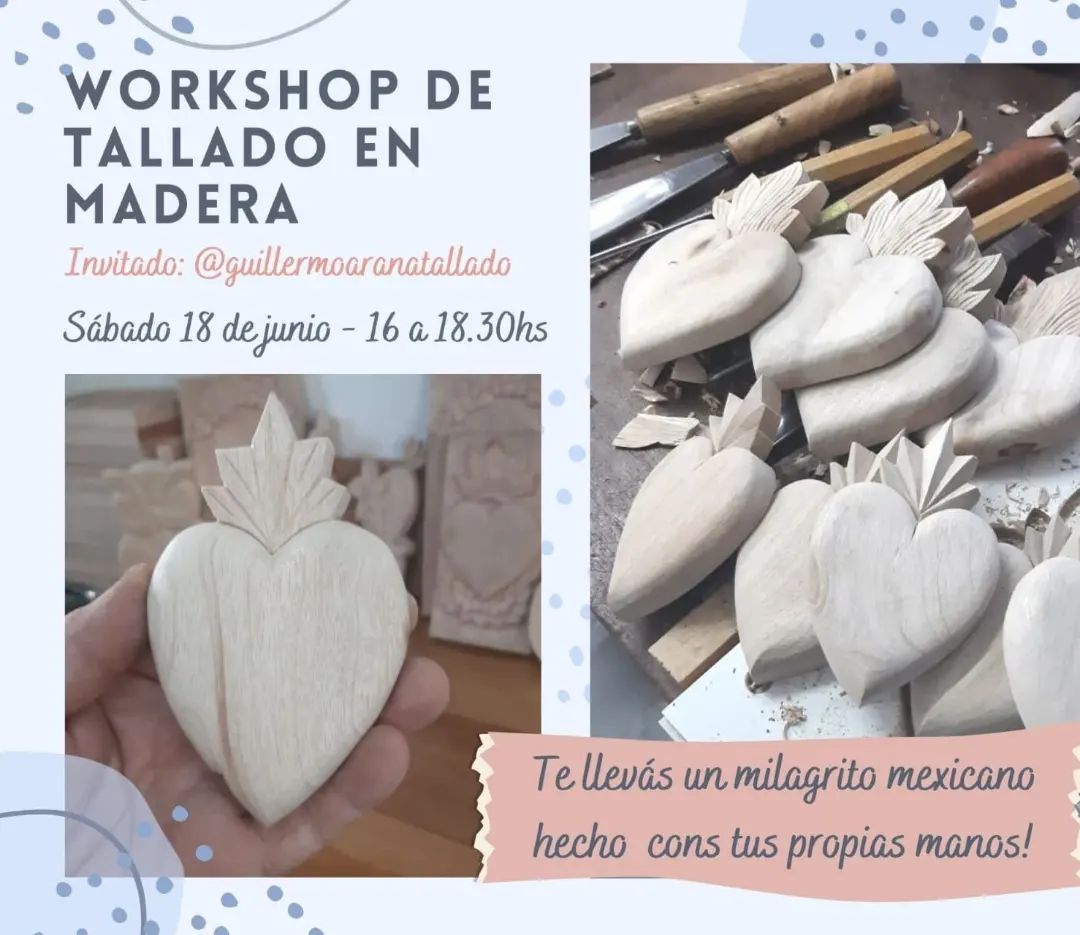 WORKSHOP DE
TALLADO EN
MADERA
Invitado: @guillermoaranatallado
Sábado 18 de junio - 16 a 18.30hs
Te llevás un milagrito mexicano
hecho cons tus propias manos!